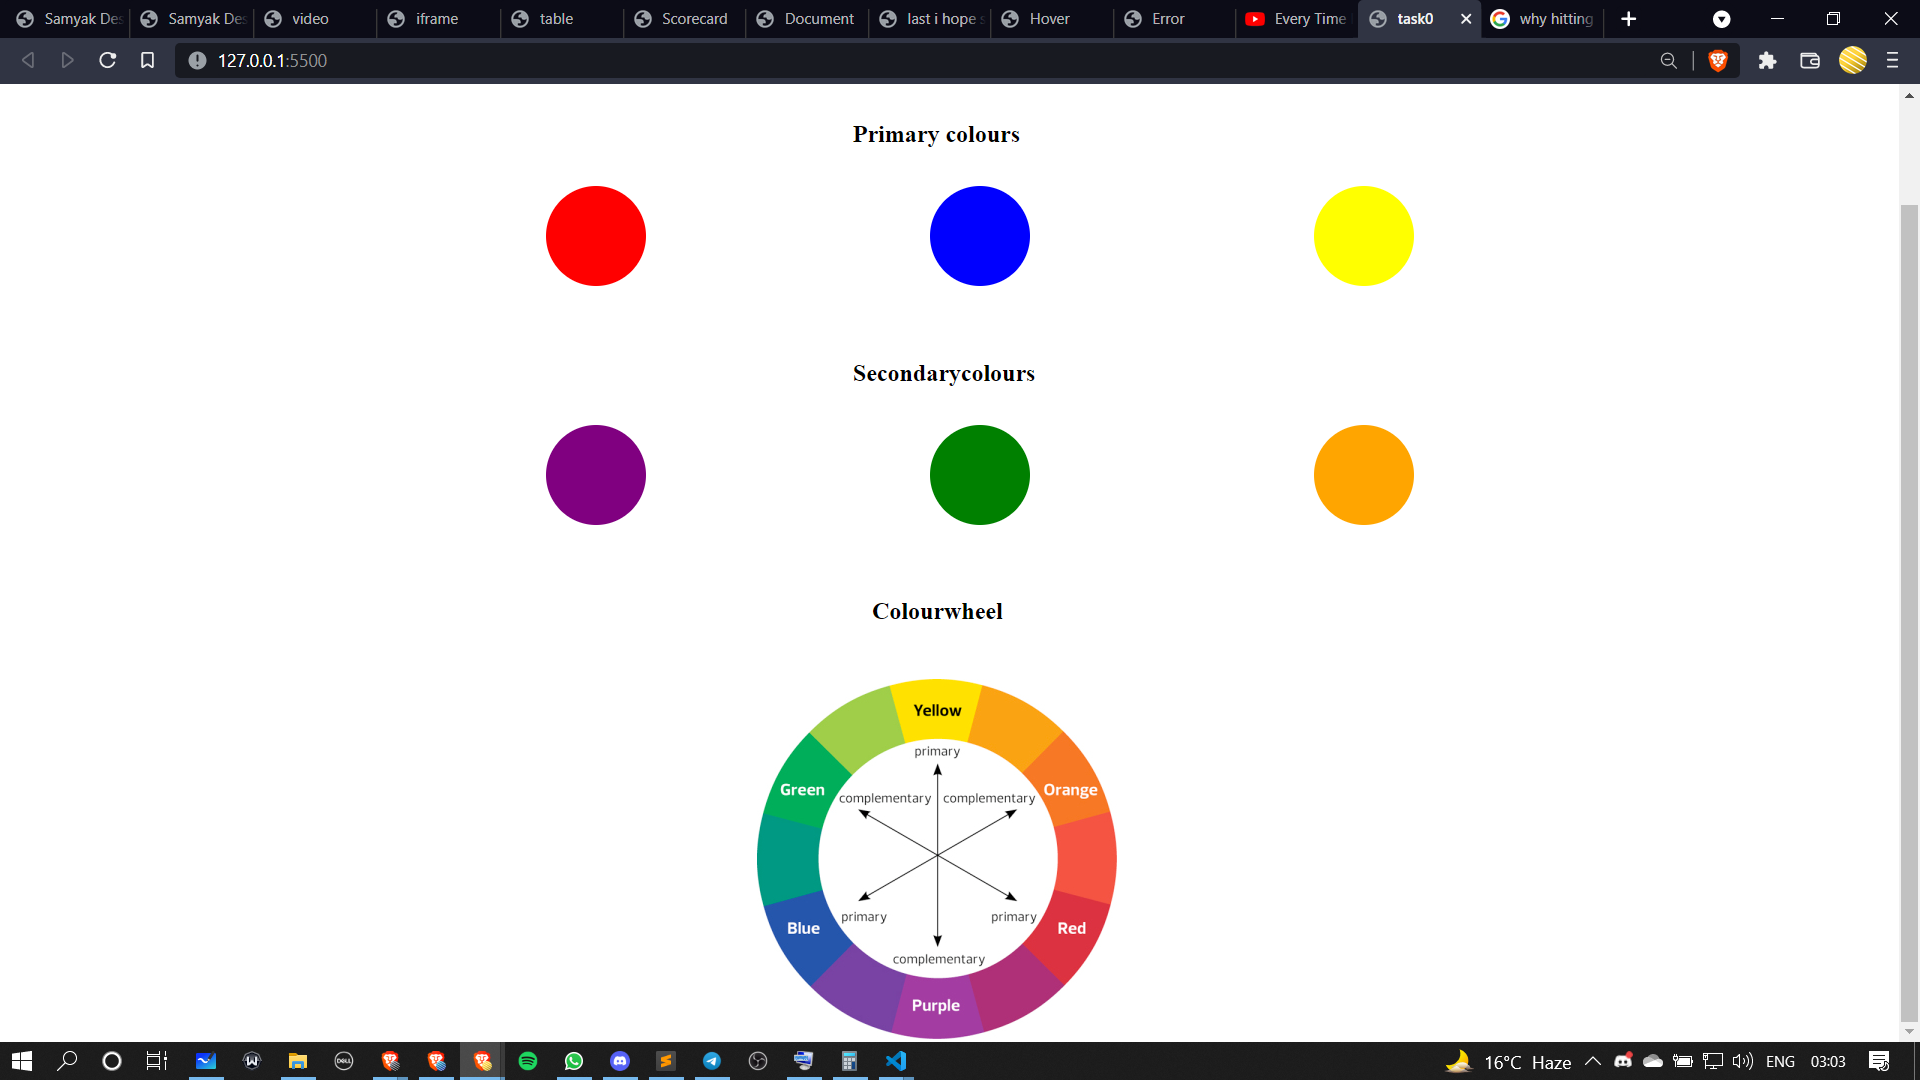 Samyak Des
Samyak Des
video
iframe
table
Scorecard
Document
last i hope s
Hover
Error
Every Time
task0
why hitting
127.0.0.1:5500
Primary colours
Secondarycolours
Colourwheel
Yellow
primary
Green
complementary
complementary
Orange
primary
primary
Blue
Red
complementary
Purple
DELL
16°C Haze
ENG
03:03